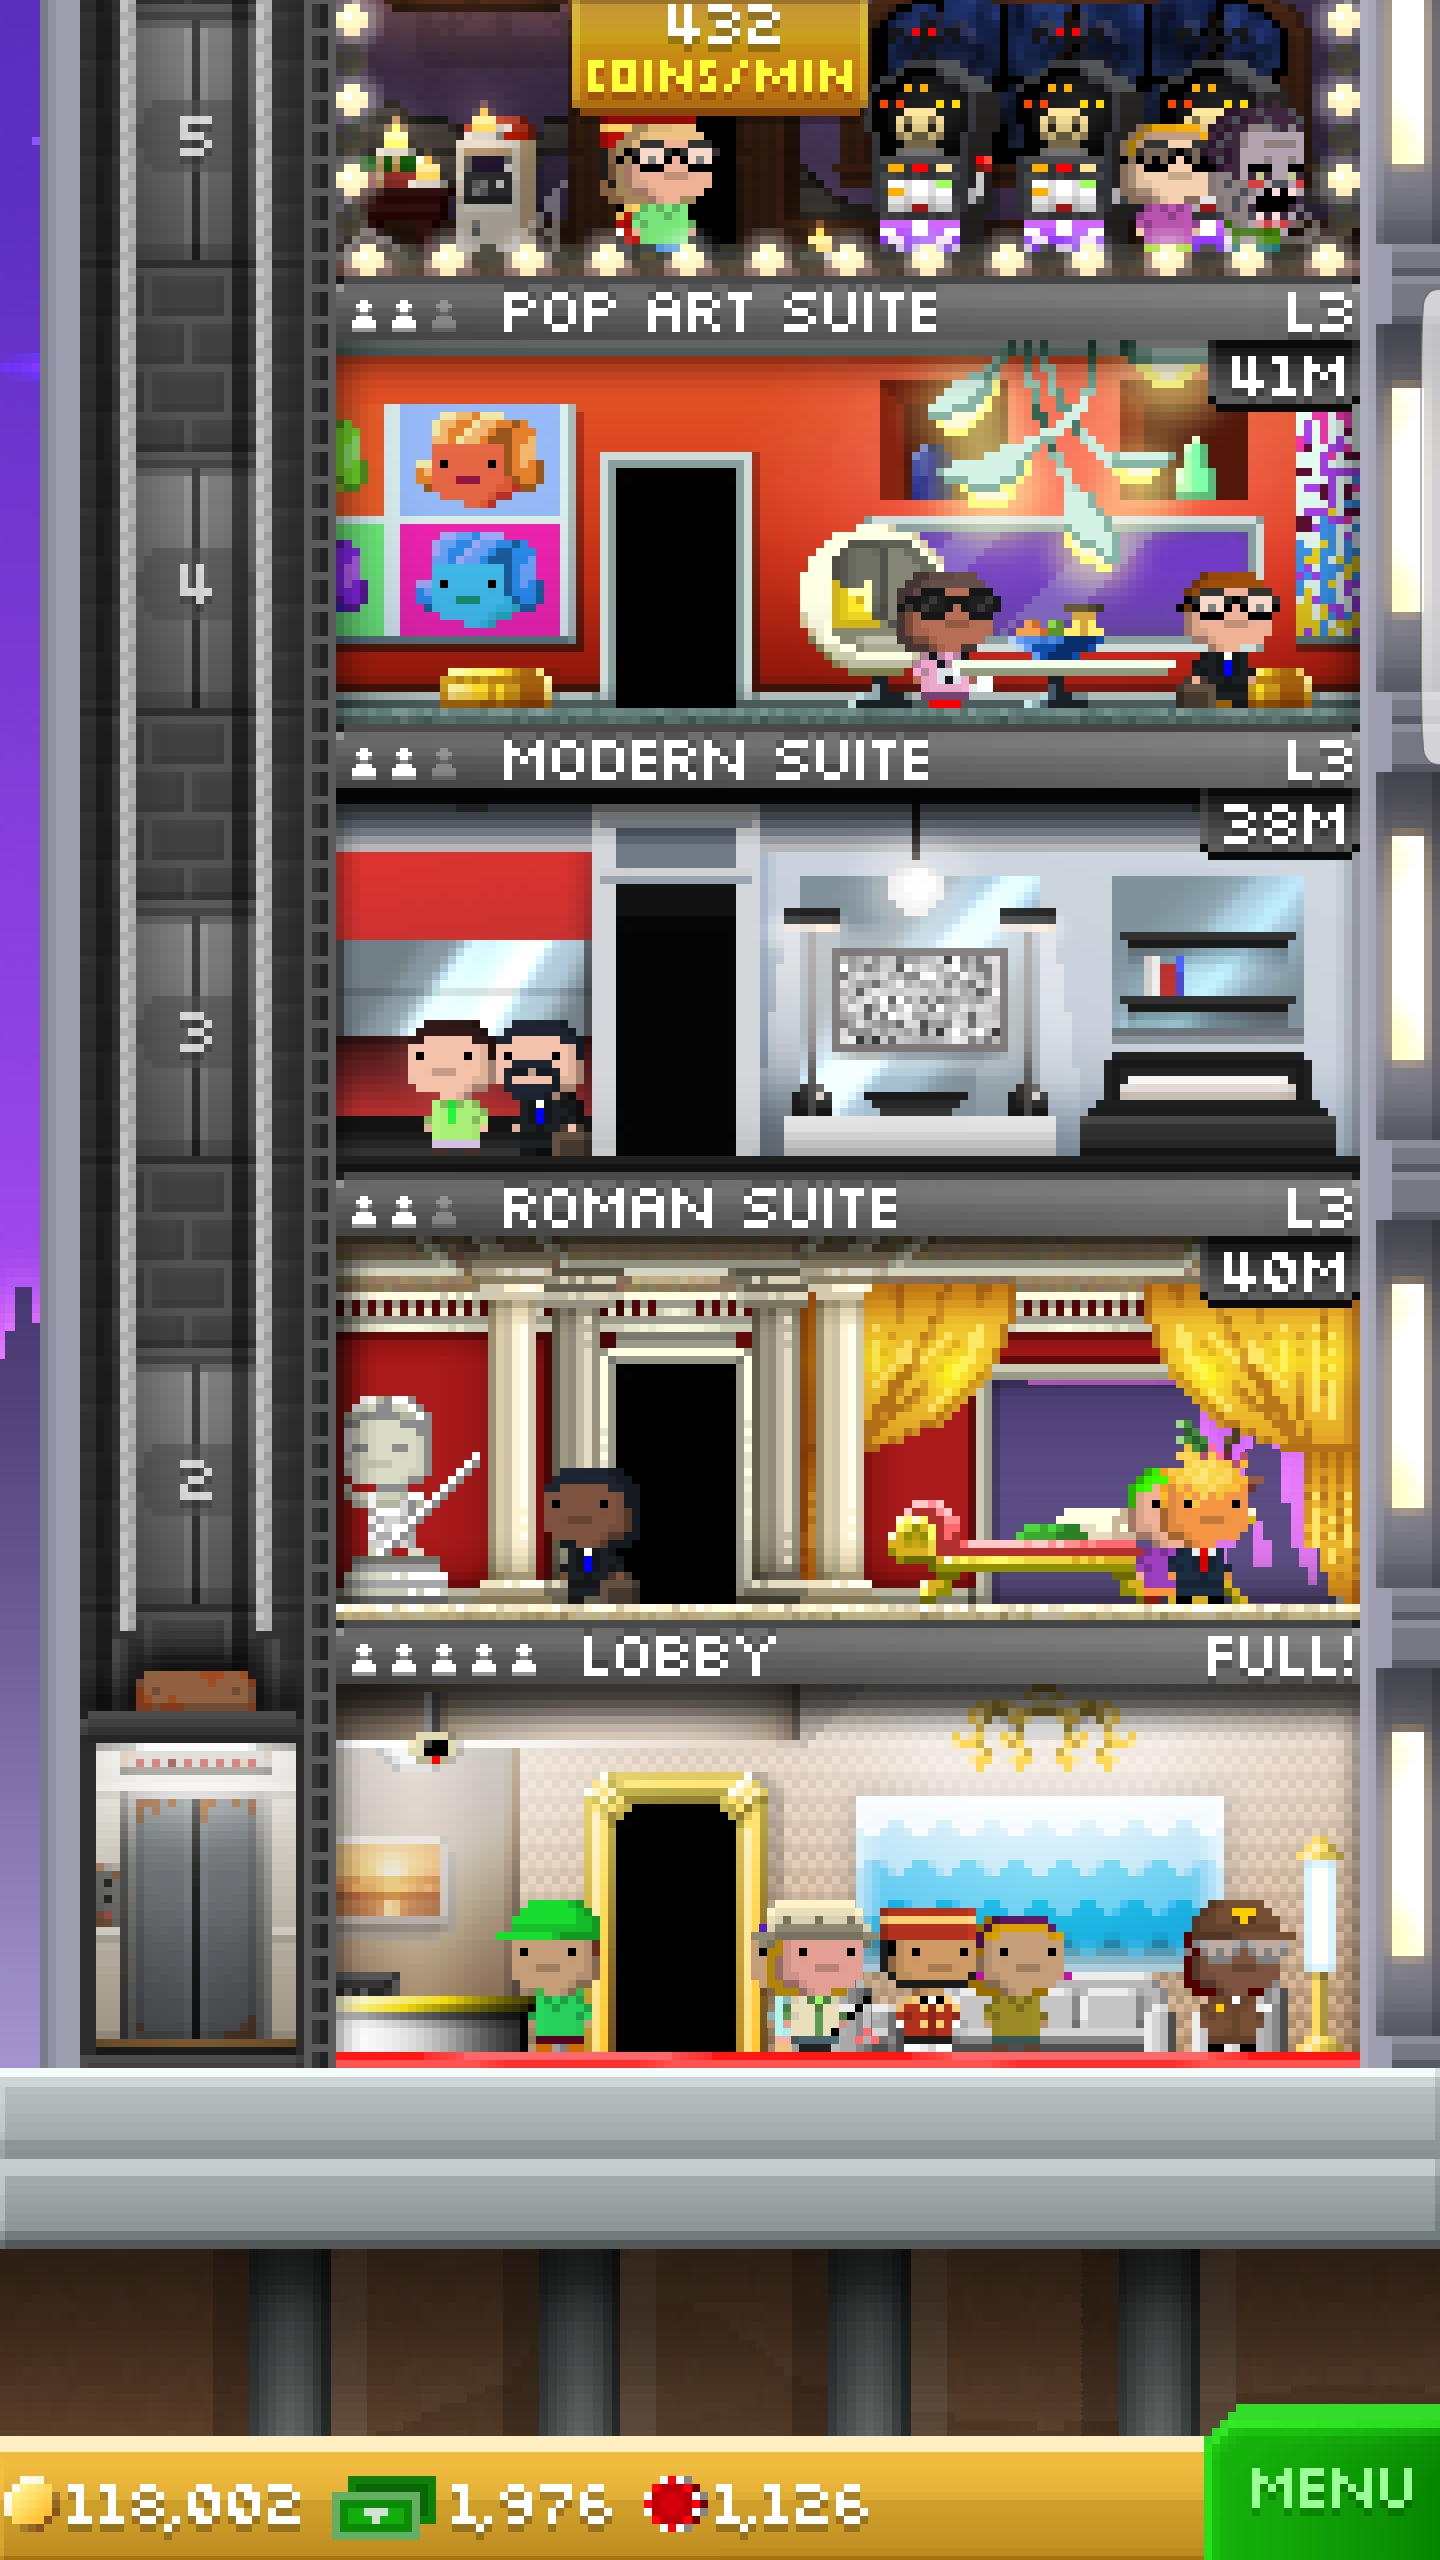 432
COINS/MIN
5
POP ART SUITE L3
41M
4
MODERN SUITE L3
38M
3
ROMAN SUITE L3
40M
2
LOBBY FULL!
118,002 1,976 1,126 MENU